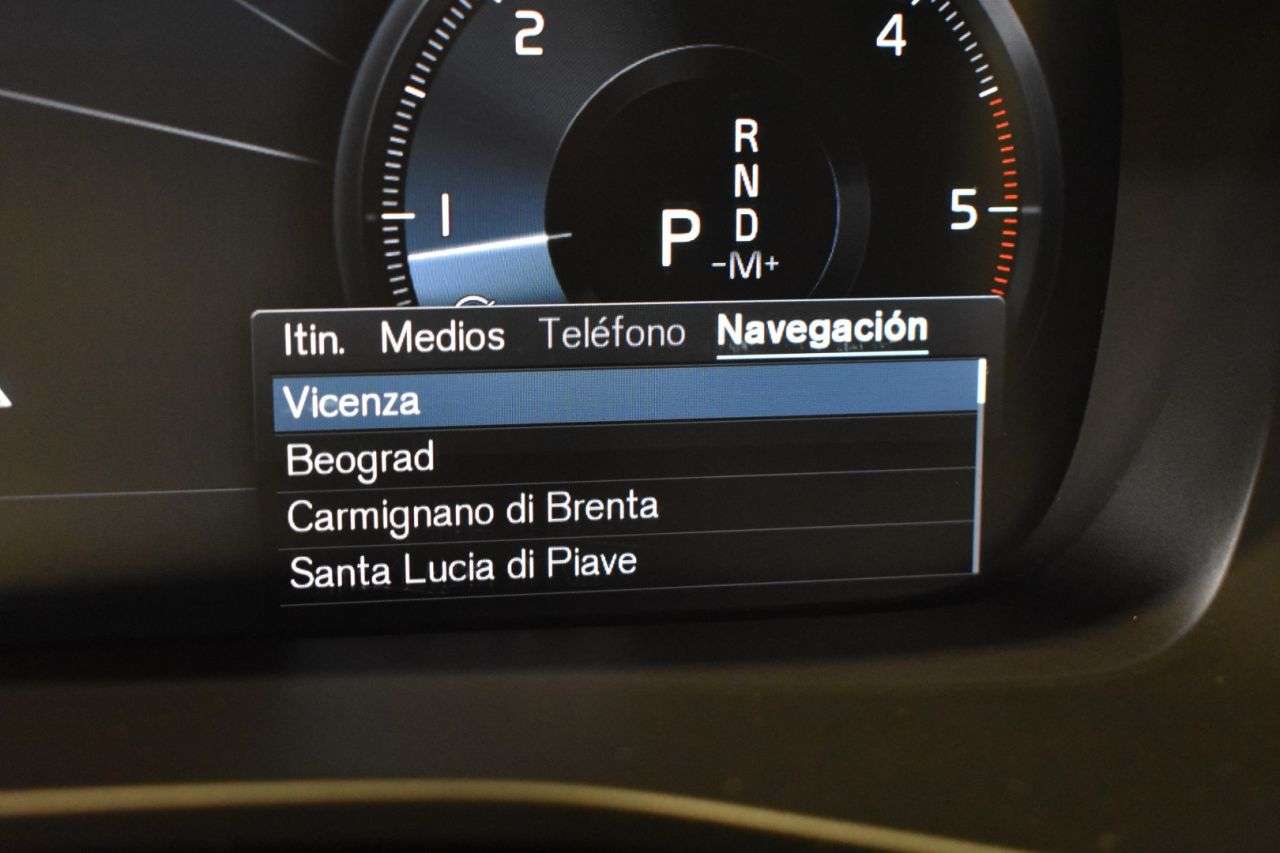 2
4
R
N
1
5
P
D
-M+
Itin. Medios Teléfono Navegación
Vicenza
Beograd
Carmignano di Brenta
Santa Lucia di Piave